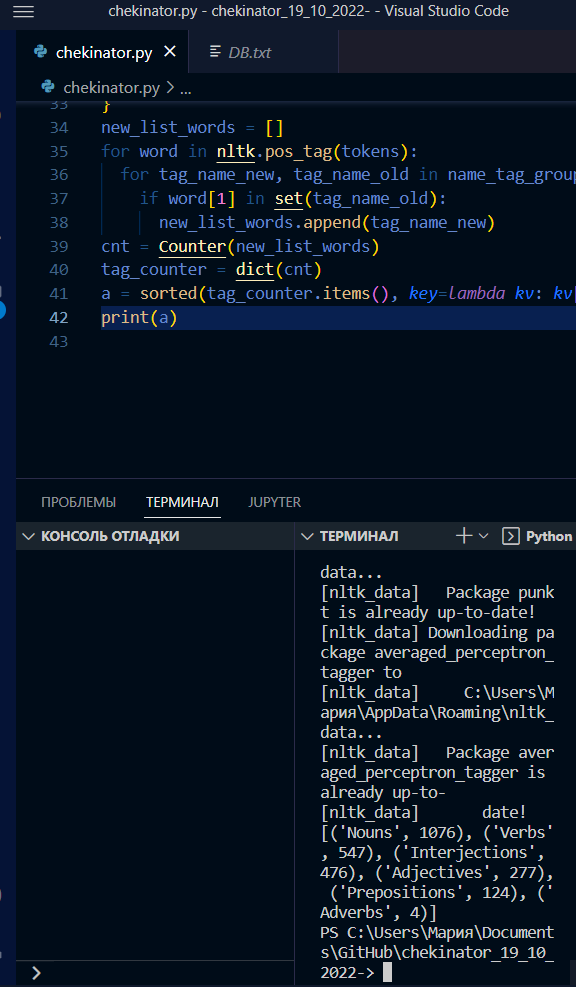 chekinator.py - chekinator_19_10_2022- - Visual Studio Code
chekinator.py DB.txt
chekinator.py > ...
33 }
34 new_list_words = []
35 for word in nltk.pos_tag(tokens):
36 for tag_name_new, tag_name_old in name_tag_group
37 if word[1] in set(tag_name_old):
38 new_list_words.append(tag_name_new)
39 cnt = Counter(new_list_words)
40 tag_counter = dict(cnt)
41 a = sorted(tag_counter.items(), key=lambda kv: kv[
42 print(a)
43
ПРОБЛЕМЫ ТЕРМИНАЛ JUPYTER
КОНСОЛЬ ОТЛАДКИ
ТЕРМИНАЛ Python
data...
[nltk_data] Package punk
t is already up-to-date!
[nltk_data] Downloading pa
ckage averaged_perceptron_
tagger to
[nltk_data] C:\Users\М
ария\AppData\Roaming\nltk_
data...
[nltk_data] Package aver
aged_perceptron_tagger is
already up-to-
[nltk_data] date!
[('Nouns', 1076), ('Verbs'
, 547), ('Interjections',
476), ('Adjectives', 277),
('Prepositions', 124), ('
Adverbs', 4)]
PS C:\Users\Мария\Document
s\GitHub\chekinator_19_10_
2022->